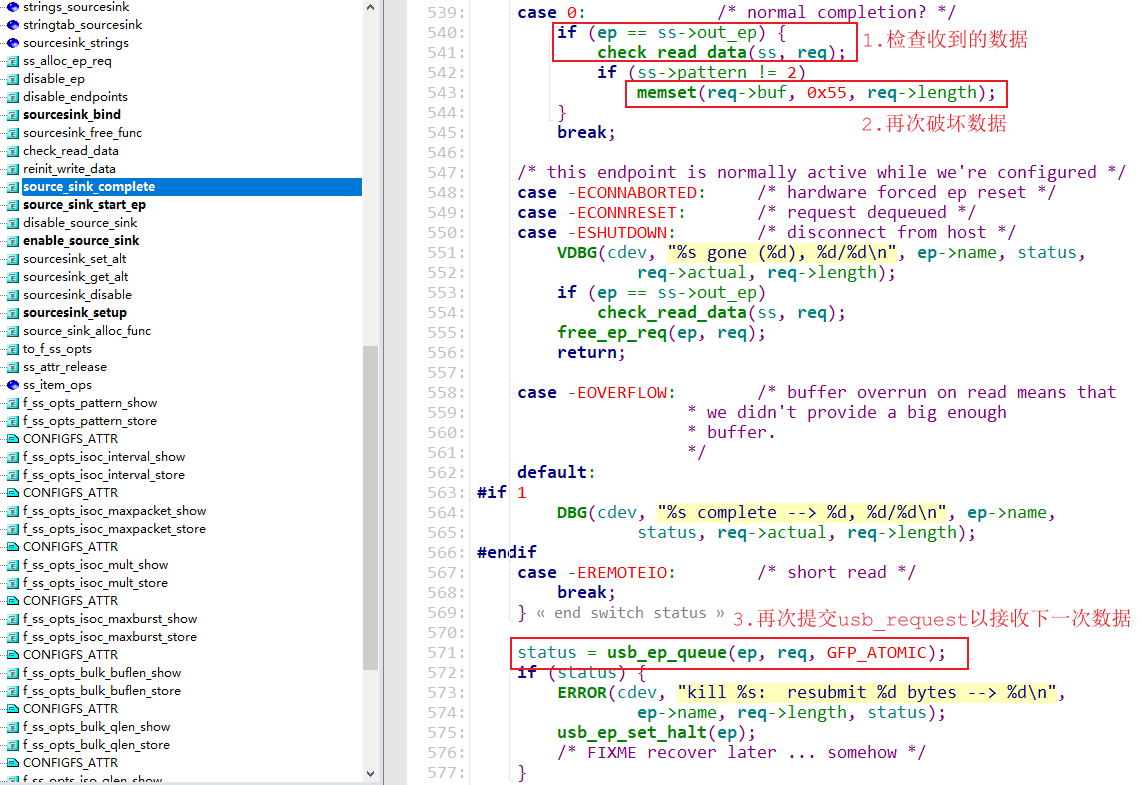 strings_sourcesink
stringtab_sourcesink
sourcesink_strings
ss_alloc_ep_req
disable_ep
disable_endpoints
sourcesink_bind
sourcesink_free_func
check_read_data
reinit_write_data
source_sink_complete
source_sink_start_ep
disable_source_sink
enable_source_sink
sourcesink_set_alt
sourcesink_get_alt
sourcesink_disable
sourcesink_setup
source_sink_alloc_func
to_f_ss_opts
ss_attr_release
ss_item_ops
f_ss_opts_pattern_show
f_ss_opts_pattern_store
CONFIGFS_ATTR
f_ss_opts_isoc_interval_show
f_ss_opts_isoc_interval_store
CONFIGFS_ATTR
f_ss_opts_isoc_maxpacket_show
f_ss_opts_isoc_maxpacket_store
CONFIGFS_ATTR
f_ss_opts_isoc_mult_show
f_ss_opts_isoc_mult_store
CONFIGFS_ATTR
f_ss_opts_isoc_maxburst_show
f_ss_opts_isoc_maxburst_store
CONFIGFS_ATTR
f_ss_opts_bulk_buflen_show
f_ss_opts_bulk_buflen_store
CONFIGFS_ATTR
f_ss_opts_bulk_qlen_show
f_ss_opts_bulk_qlen_store
CONFIGFS_ATTR
f_ss_opts_iso_qlen_show
539: case 0: /* normal completion? */
540: if (ep == ss->out_ep) {
541: check_read_data(ss, req);
1.检查收到的数据
542: if (ss->pattern != 2)
543: memset(req->buf, 0x55, req->length);
544: }
2.再次破坏数据
545: break;
546:
547: /* this endpoint is normally active while we're configured */
548: case -ECONNABORTED: /* hardware forced ep reset */
549: case -ECONNRESET: /* request dequeued */
550: case -ESHUTDOWN: /* disconnect from host */
551: VDBG(cdev, "%s gone (%d), %d/%d\n", ep->name, status,
552: req->actual, req->length);
553: if (ep == ss->out_ep)
554: check_read_data(ss, req);
555: free_ep_req(ep, req);
556: return;
557:
558: case -EOVERFLOW: /* buffer overrun on read means that
559: * we didn't provide a big enough
560: * buffer.
561: */
562: default:
563: #if 1
564: DBG(cdev, "%s complete --> %d, %d/%d\n", ep->name,
565: status, req->actual, req->length);
566: #endif
567: case -EREMOTEIO: /* short read */
568: break;
569: } « end switch status »
3.再次提交usb_request以接收下一次数据
570:
571: status = usb_ep_queue(ep, req, GFP_ATOMIC);
572: if (status) {
573: ERROR(cdev, "kill %s:  resubmit %d bytes --> %d\n",
574: ep->name, req->length, status);
575: usb_ep_set_halt(ep);
576: /* FIXME recover later ... somehow */
577: }